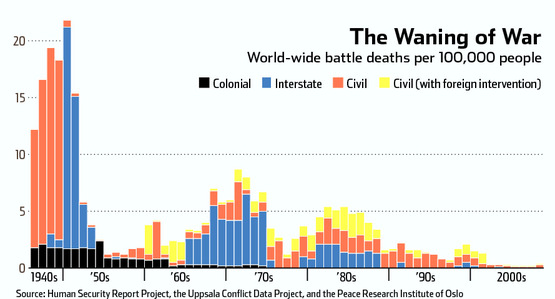 The Waning of War
World-wide battle deaths per 100,000 people
Colonial Interstate Civil Civil (with foreign intervention)
20
15
10
5
0
1940s ’50s ’60s ’70s ’80s ’90s 2000s
Source: Human Security Report Project, the Uppsala Conflict Data Project, and the Peace Research Institute of Oslo